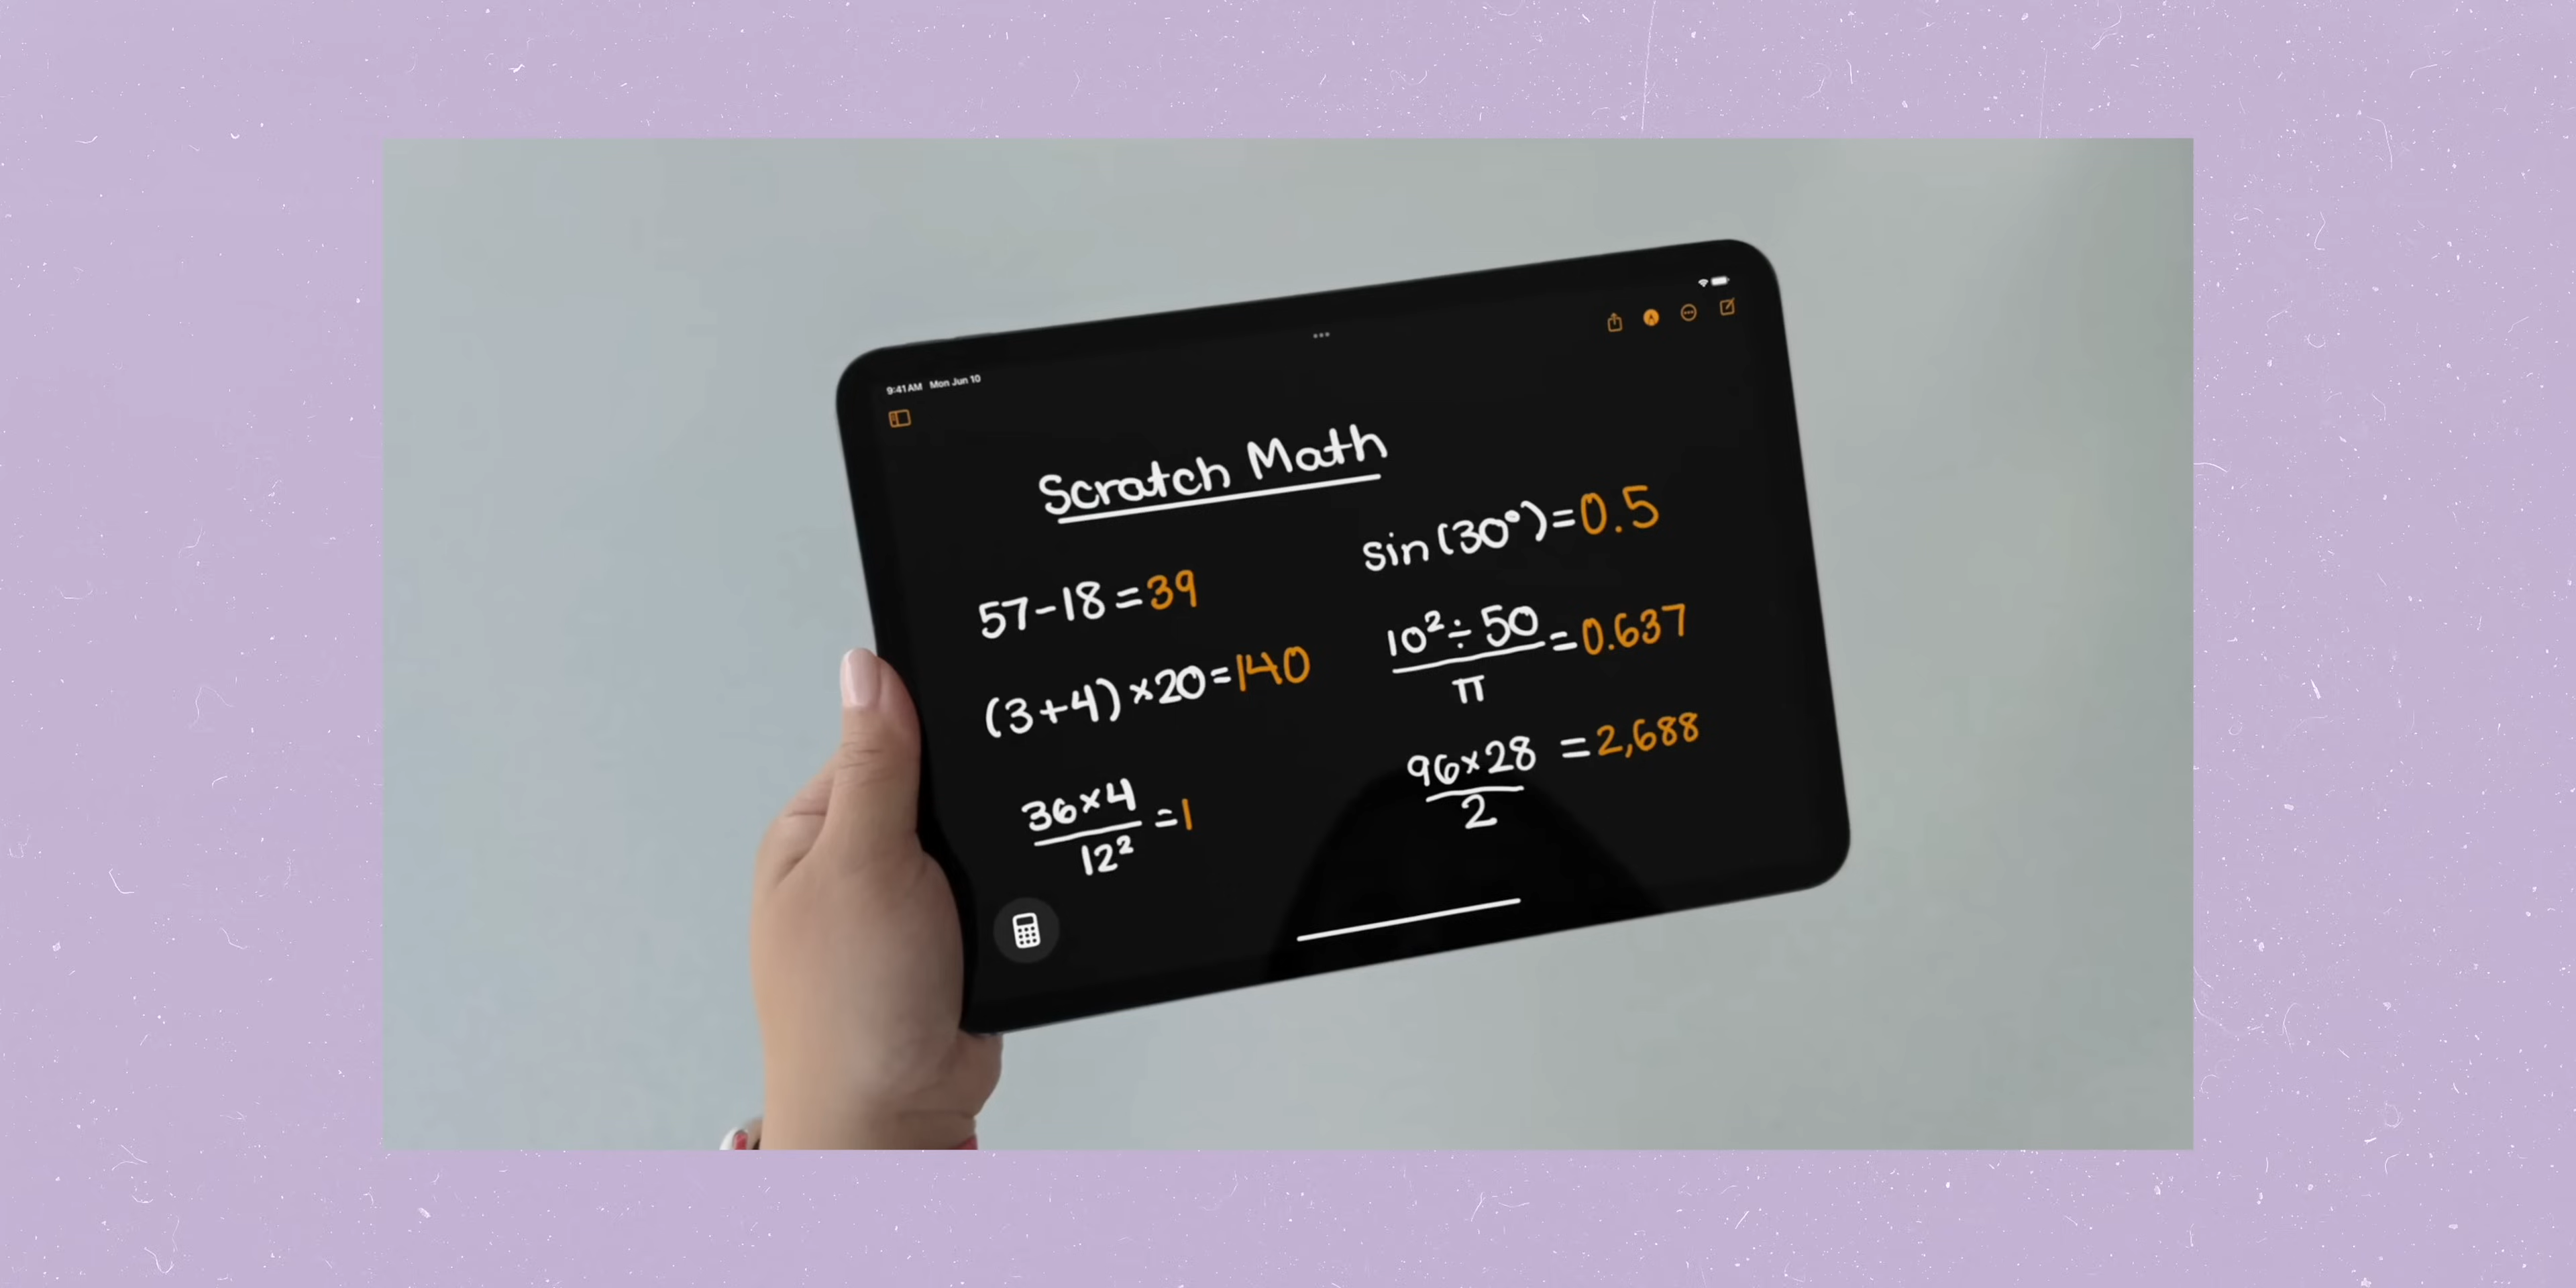 9:41 AM Mon Jun 10
Scratch Math
57-18=39
(3+4)×20=140
36×4
12²
=1
sin(30°)=0.5
10²÷50
π
=0.637
96×28
2
=2,688